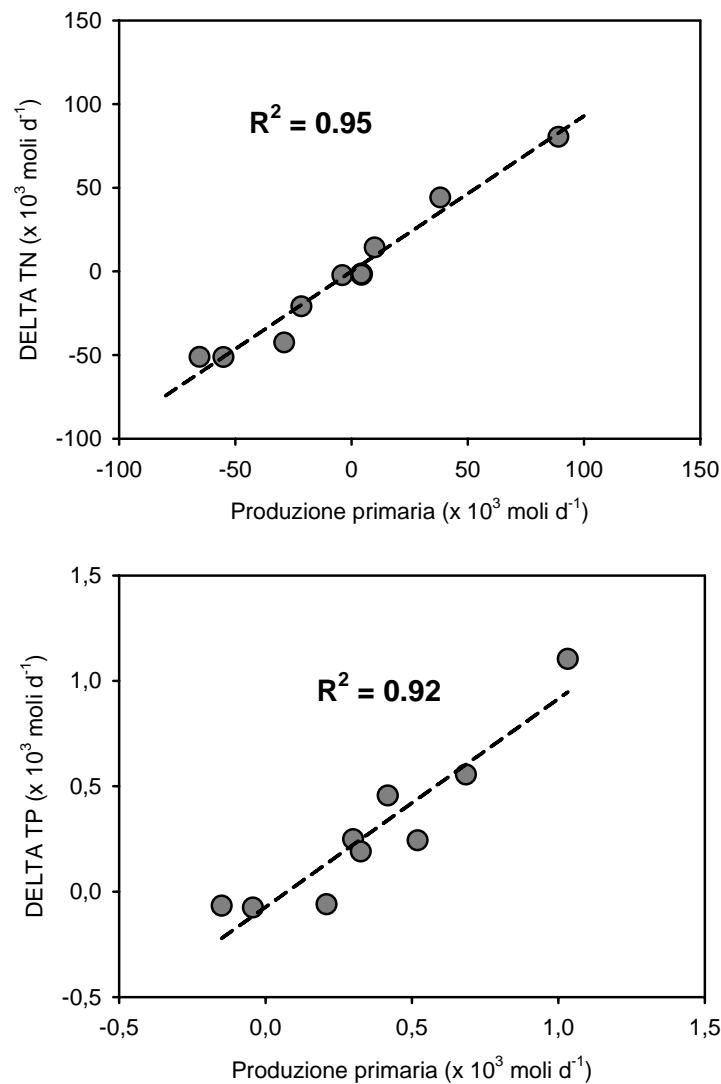 150
100
R² = 0.95
50
0
-50
-100
DELTA TN (x 10³ moli d⁻¹)
-100 -50 0 50 100 150
Produzione primaria (x 10³ moli d⁻¹)
1,5
1,0
R² = 0.92
0,5
0,0
-0,5
DELTA TP (x 10³ moli d⁻¹)
-0,5 0,0 0,5 1,0 1,5
Produzione primaria (x 10³ moli d⁻¹)